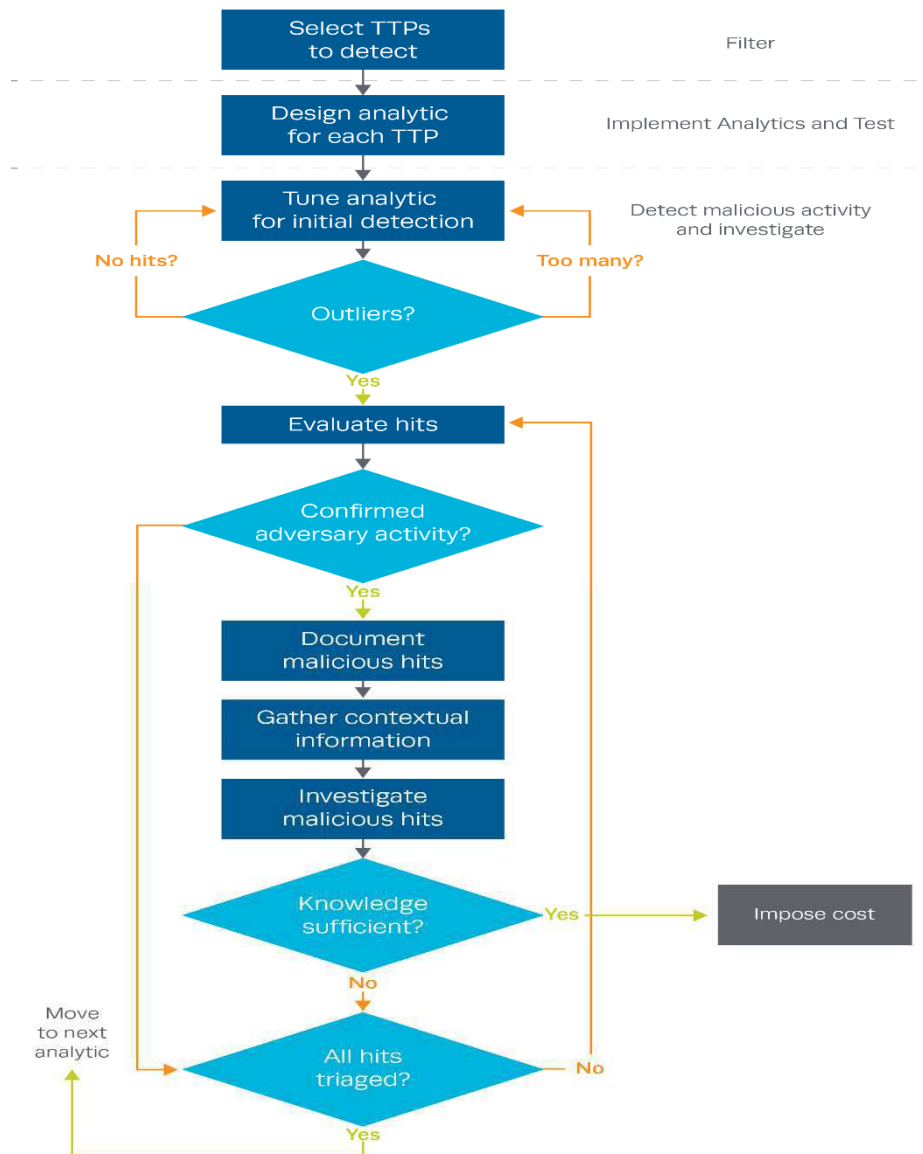 Select TTPs
to detect
Filter
Design analytic
for each TTP
Implement Analytics and Test
Tune analytic
for initial detection
Detect malicious activity
and investigate
No hits?
Too many?
Outliers?
Yes
Evaluate hits
Confirmed
adversary activity?
Yes
Document
malicious hits
Gather contextual
information
Investigate
malicious hits
Knowledge
sufficient?
Yes
Impose cost
No
Move
to next
analytic
All hits
triaged?
No
Yes